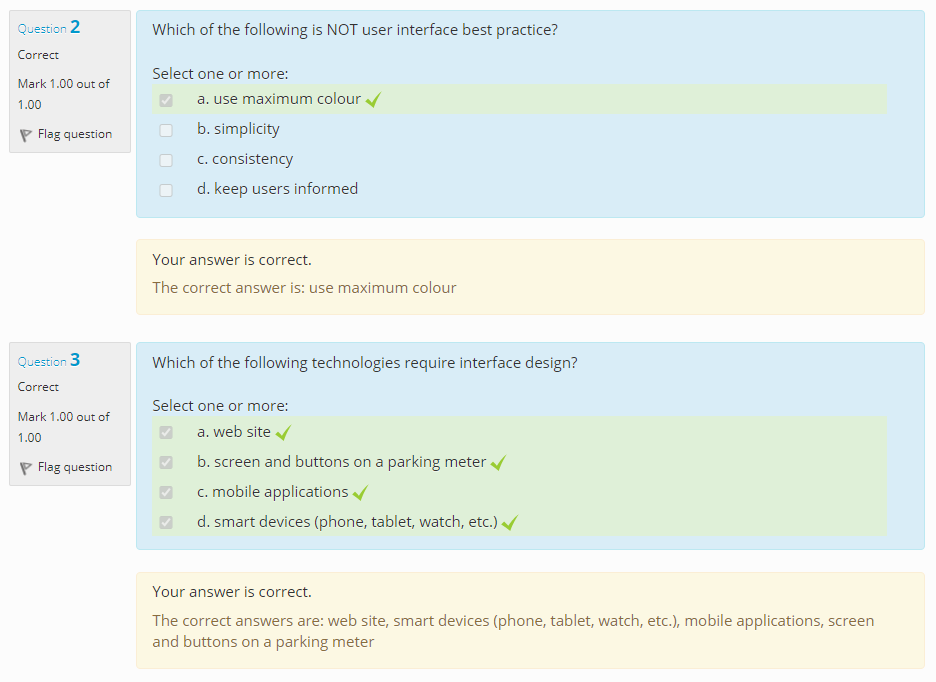 Question 2
Correct
Mark 1.00 out of
1.00
Flag question
Which of the following is NOT user interface best practice?
Select one or more:
a. use maximum colour
b. simplicity
c. consistency
d. keep users informed
Your answer is correct.
The correct answer is: use maximum colour
Question 3
Correct
Mark 1.00 out of
1.00
Flag question
Which of the following technologies require interface design?
Select one or more:
a. web site
b. screen and buttons on a parking meter
c. mobile applications
d. smart devices (phone, tablet, watch, etc.)
Your answer is correct.
The correct answers are: web site, smart devices (phone, tablet, watch, etc.), mobile applications, screen
and buttons on a parking meter